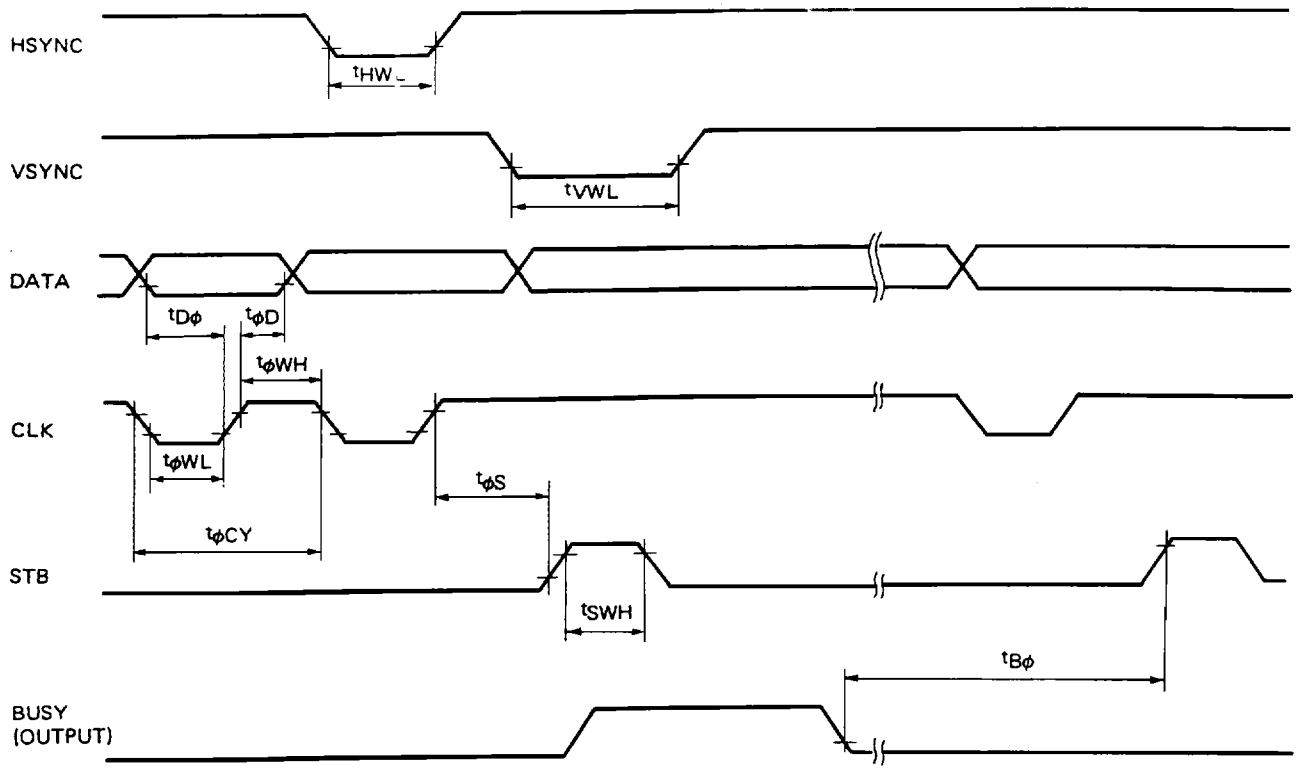 HSYNC
tHWL
VSYNC
tVWL
DATA
tDφ
tφD
tφWH
CLK
tφWL
tφS
tφCY
STB
tSWH
tBφ
BUSY
(OUTPUT)